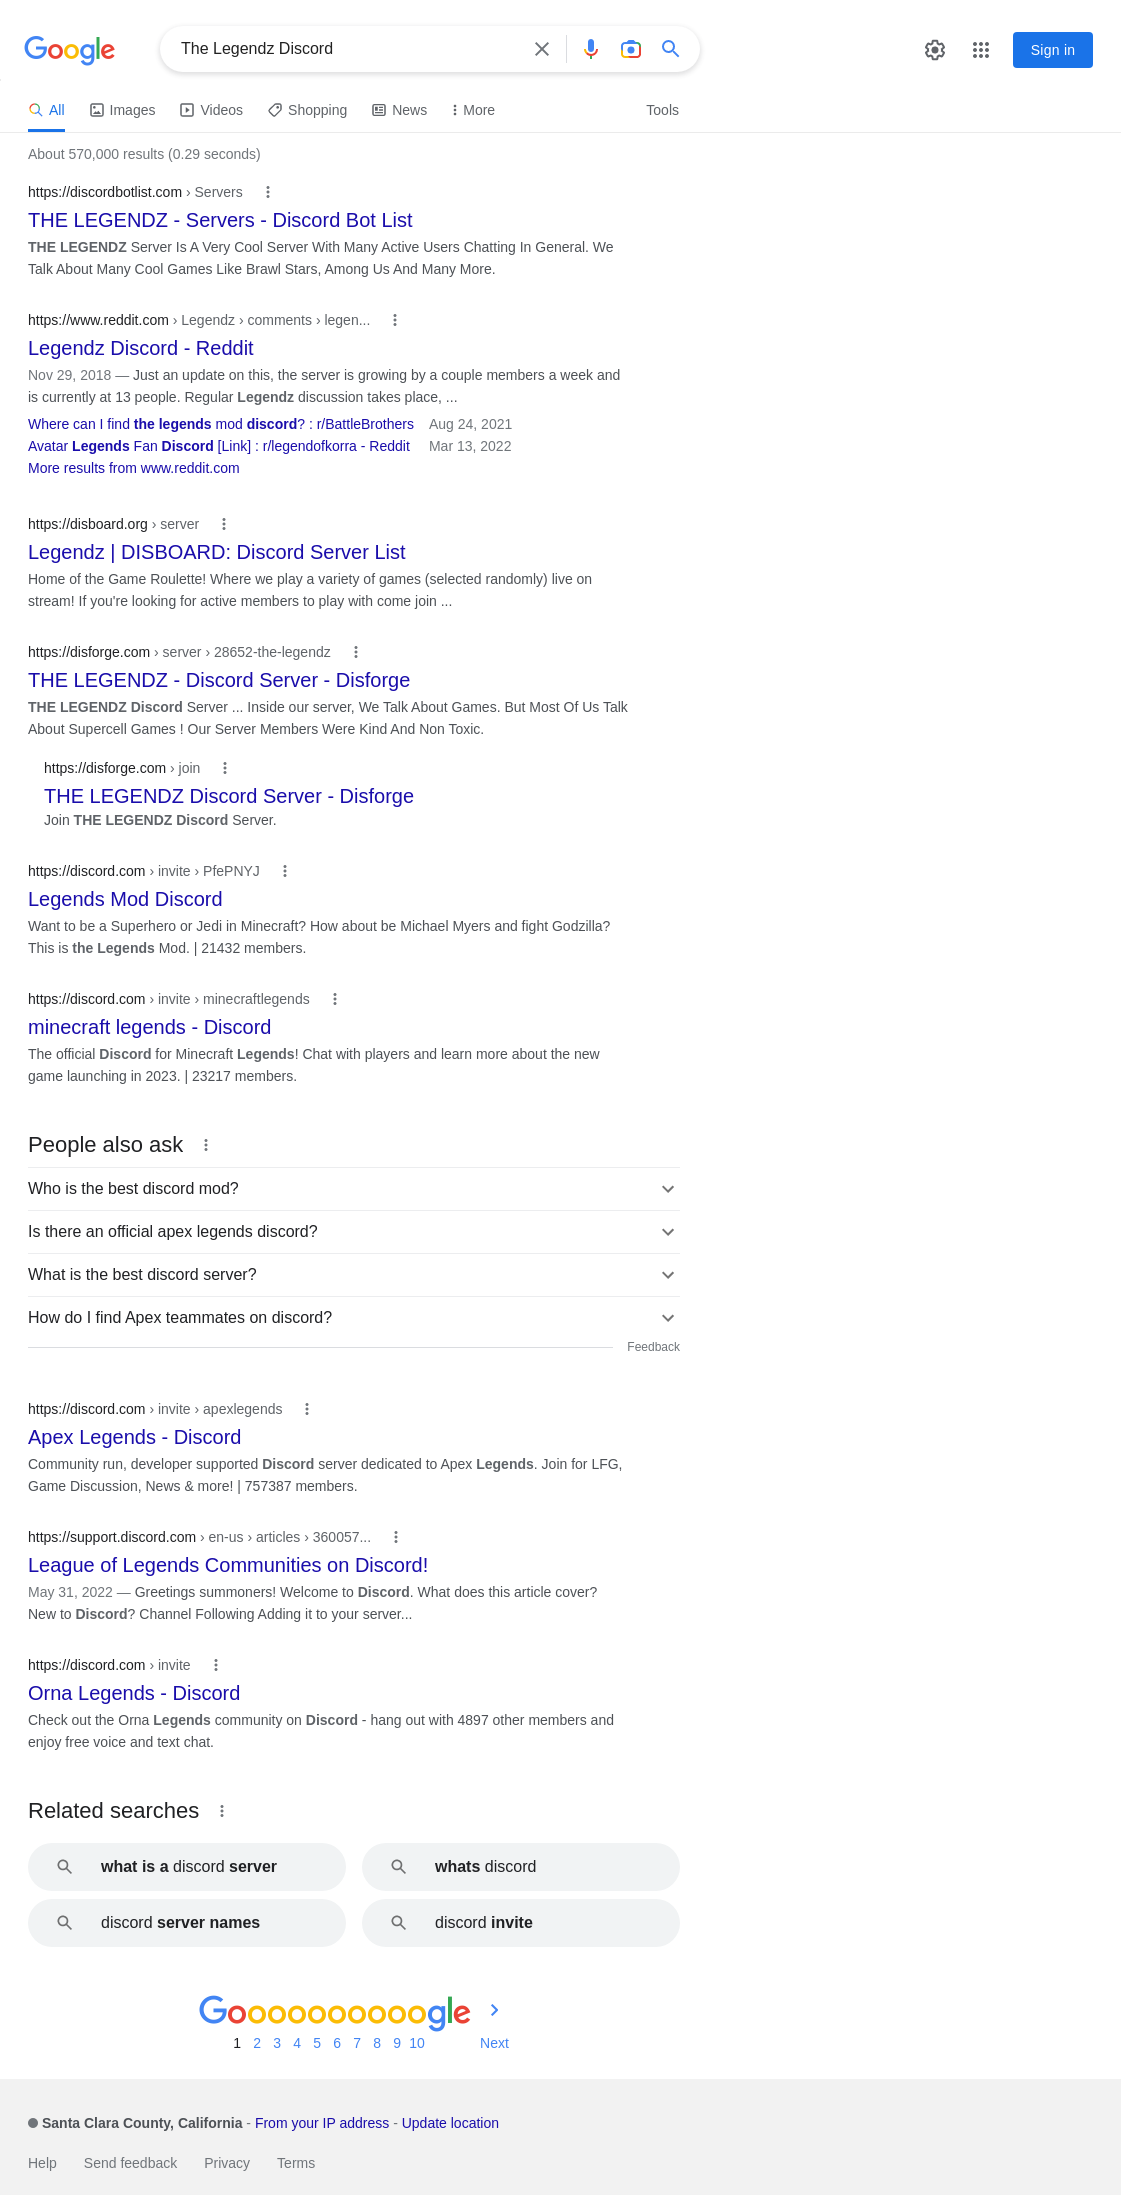 Google
The Legendz Discord
Sign in
All Images Videos Shopping News More Tools
About 570,000 results (0.29 seconds)
https://discordbotlist.com › Servers
THE LEGENDZ - Servers - Discord Bot List
THE LEGENDZ Server Is A Very Cool Server With Many Active Users Chatting In General. We
Talk About Many Cool Games Like Brawl Stars, Among Us And Many More.
https://www.reddit.com › Legendz › comments › legen...
Legendz Discord - Reddit
Nov 29, 2018 — Just an update on this, the server is growing by a couple members a week and
is currently at 13 people. Regular Legendz discussion takes place, ...
Where can I find the legends mod discord? : r/BattleBrothers Aug 24, 2021
Avatar Legends Fan Discord [Link] : r/legendofkorra - Reddit Mar 13, 2022
More results from www.reddit.com
https://disboard.org › server
Legendz | DISBOARD: Discord Server List
Home of the Game Roulette! Where we play a variety of games (selected randomly) live on
stream! If you're looking for active members to play with come join ...
https://disforge.com › server › 28652-the-legendz
THE LEGENDZ - Discord Server - Disforge
THE LEGENDZ Discord Server ... Inside our server, We Talk About Games. But Most Of Us Talk
About Supercell Games ! Our Server Members Were Kind And Non Toxic.
https://disforge.com › join
THE LEGENDZ Discord Server - Disforge
Join THE LEGENDZ Discord Server.
https://discord.com › invite › PfePNYJ
Legends Mod Discord
Want to be a Superhero or Jedi in Minecraft? How about be Michael Myers and fight Godzilla?
This is the Legends Mod. | 21432 members.
https://discord.com › invite › minecraftlegends
minecraft legends - Discord
The official Discord for Minecraft Legends! Chat with players and learn more about the new
game launching in 2023. | 23217 members.
People also ask
Who is the best discord mod?
Is there an official apex legends discord?
What is the best discord server?
How do I find Apex teammates on discord?
Feedback
https://discord.com › invite › apexlegends
Apex Legends - Discord
Community run, developer supported Discord server dedicated to Apex Legends. Join for LFG,
Game Discussion, News & more! | 757387 members.
https://support.discord.com › en-us › articles › 360057...
League of Legends Communities on Discord!
May 31, 2022 — Greetings summoners! Welcome to Discord. What does this article cover?
New to Discord? Channel Following Adding it to your server...
https://discord.com › invite
Orna Legends - Discord
Check out the Orna Legends community on Discord - hang out with 4897 other members and
enjoy free voice and text chat.
Related searches
what is a discord server
whats discord
discord server names
discord invite
Goooooooooogle
1 2 3 4 5 6 7 8 9 10 Next
Santa Clara County, California - From your IP address - Update location
Help Send feedback Privacy Terms